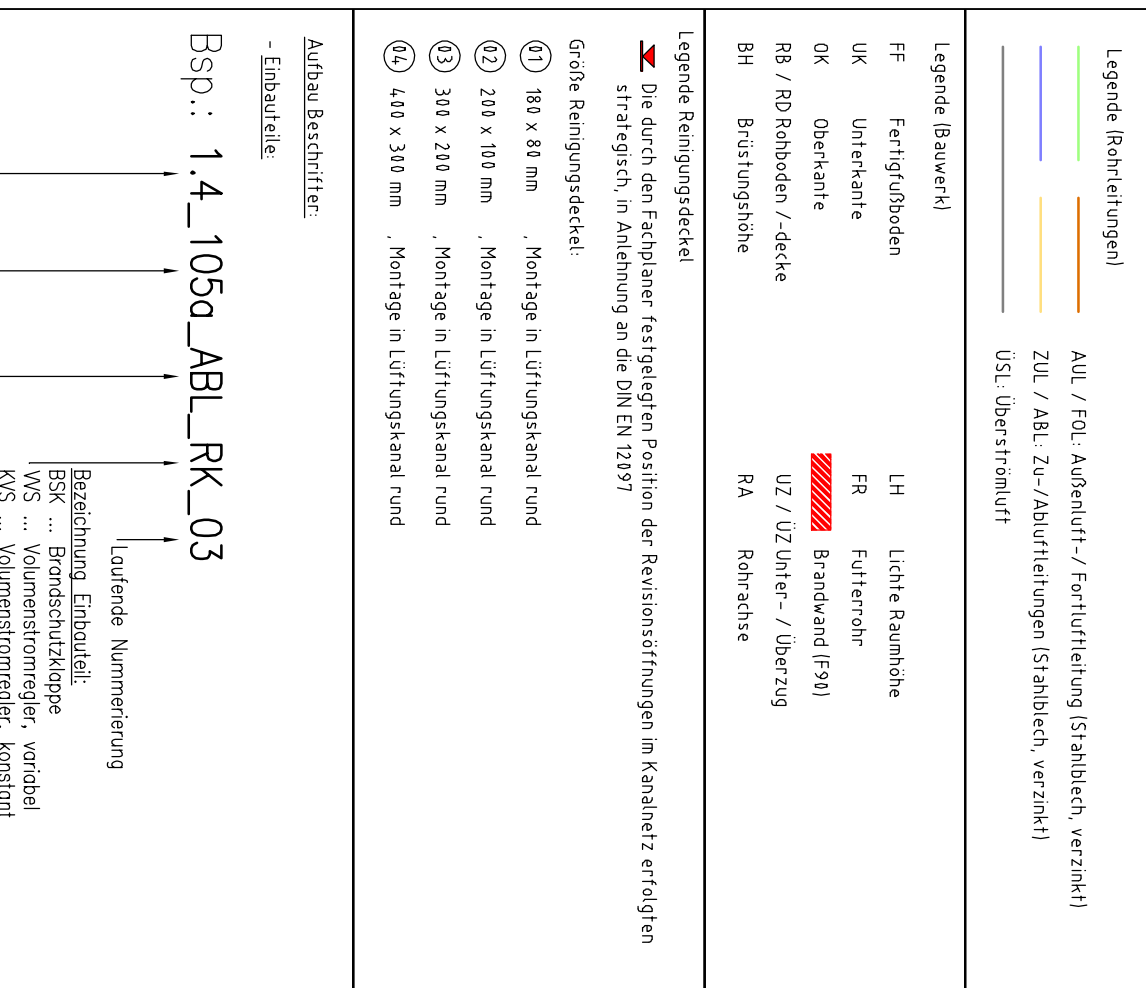 Legende (Rohrleitungen)
AUL / FOL: Außenluft-/ Fortluftleitung (Stahlblech, verzinkt)
ZUL / ABL: Zu-/Abluftleitungen (Stahlblech, verzinkt)
ÜSL: Überströmluft
Legende (Bauwerk)
FF Fertigfußboden LH Lichte Raumhöhe
UK Unterkante FR Futterrohr
OK Oberkante Brandwand (F90)
RB / RD Rohboden /-decke UZ / ÜZ Unter- / Überzug
BH Brüstungshöhe RA Rohrachse
Legende Reinigungsdeckel
Die durch den Fachplaner festgelegten Position der Revisionsöffnungen im Kanalnetz erfolgten
strategisch, in Anlehnung an die DIN EN 12097
Größe Reinigungsdeckel:
01 180 x 80 mm , Montage in Lüftungskanal rund
02 200 x 100 mm , Montage in Lüftungskanal rund
03 300 x 200 mm , Montage in Lüftungskanal rund
04 400 x 300 mm , Montage in Lüftungskanal rund
Aufbau Beschrifter:
- Einbauteile:
Bsp.: 1.4_105a_ABL_RK_03
Laufende Nummerierung
Bezeichnung Einbauteil:
BSK ... Brandschutzklappe
VVS ... Volumenstromregler, variabel
KVS ... Volumenstromregler, konstant